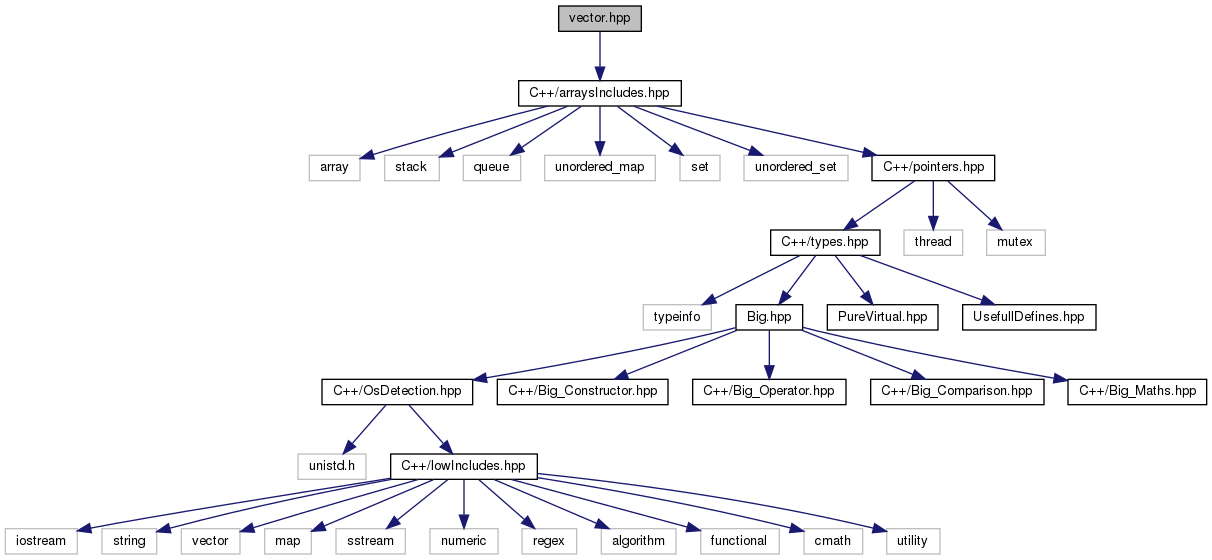 vector.hpp
C++/arraysIncludes.hpp
array
stack
queue
unordered_map
set
unordered_set
C++/pointers.hpp
C++/types.hpp
thread
mutex
typeinfo
Big.hpp
PureVirtual.hpp
UsefullDefines.hpp
C++/OsDetection.hpp
C++/Big_Constructor.hpp
C++/Big_Operator.hpp
C++/Big_Comparison.hpp
C++/Big_Maths.hpp
unistd.h
C++/lowIncludes.hpp
iostream
string
vector
map
sstream
numeric
regex
algorithm
functional
cmath
utility